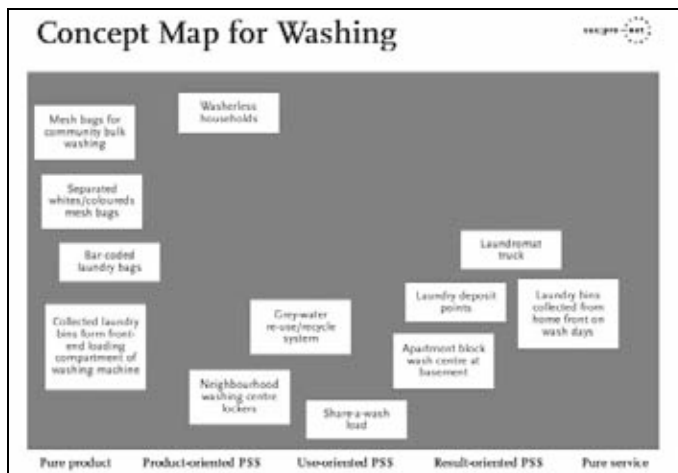 Concept Map for Washing
sus:pro-net
Mesh bags for
community bulk
washing
Washerless
households
Separated
whites/coloureds
mesh bags
Bar coded
laundry bags
Laundromat
truck
Laundry deposit
points
Laundry bins
collected from
home front on
wash days
Collected laundry
bins form front-
end loading
compartment of
washing machine
Grey-water
re-use/recycle
system
Apartment block
wash centre at
basement
Neighbourhood
washing centre
lockers
Share-a-wash
load
Pure product
Product-oriented PSS
Use-oriented PSS
Result-oriented PSS
Pure service